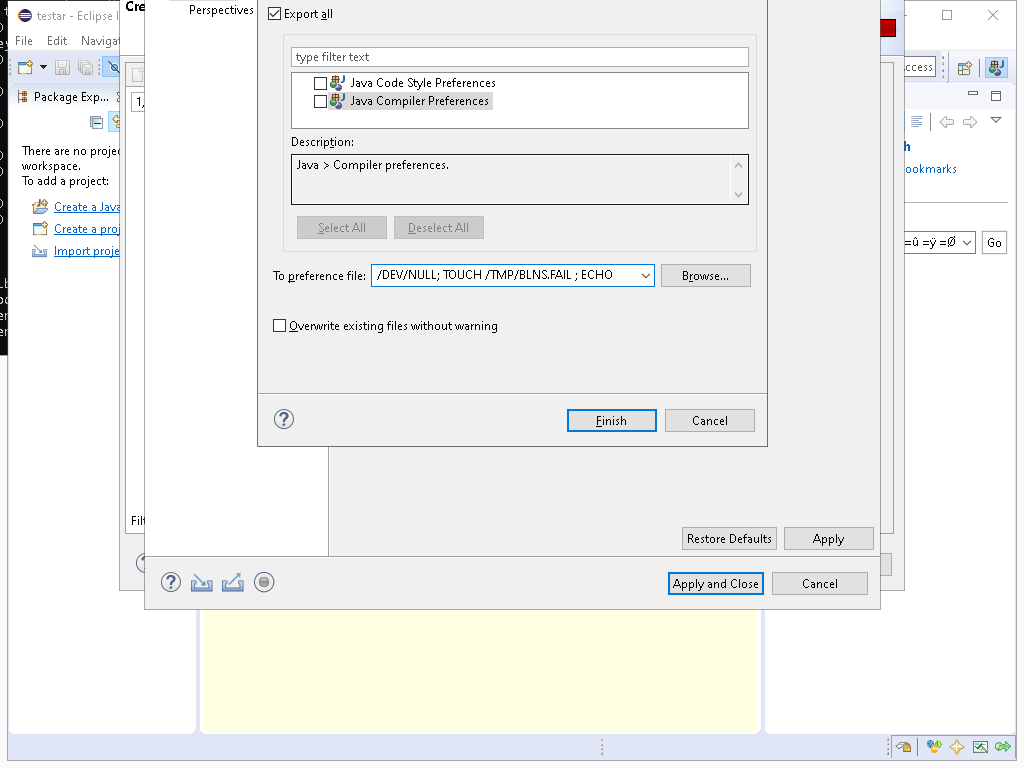 testar - Eclipse I
Cre
Perspectives
Export all
File Edit Navigat
type filter text
ccess
Java Code Style Preferences
Package Exp...
Java Compiler Preferences
1,
Description:
There are no proje
workspace.
To add a project:
Java > Compiler preferences.
ookmarks
Create a Java
Create a proj
Import proje
Select All Deselect All
Go
To preference file: /DEV/NULL; TOUCH /TMP/BLNS.FAIL ; ECHO Browse...
Overwrite existing files without warning
Finish Cancel
Filt
Restore Defaults Apply
Apply and Close Cancel